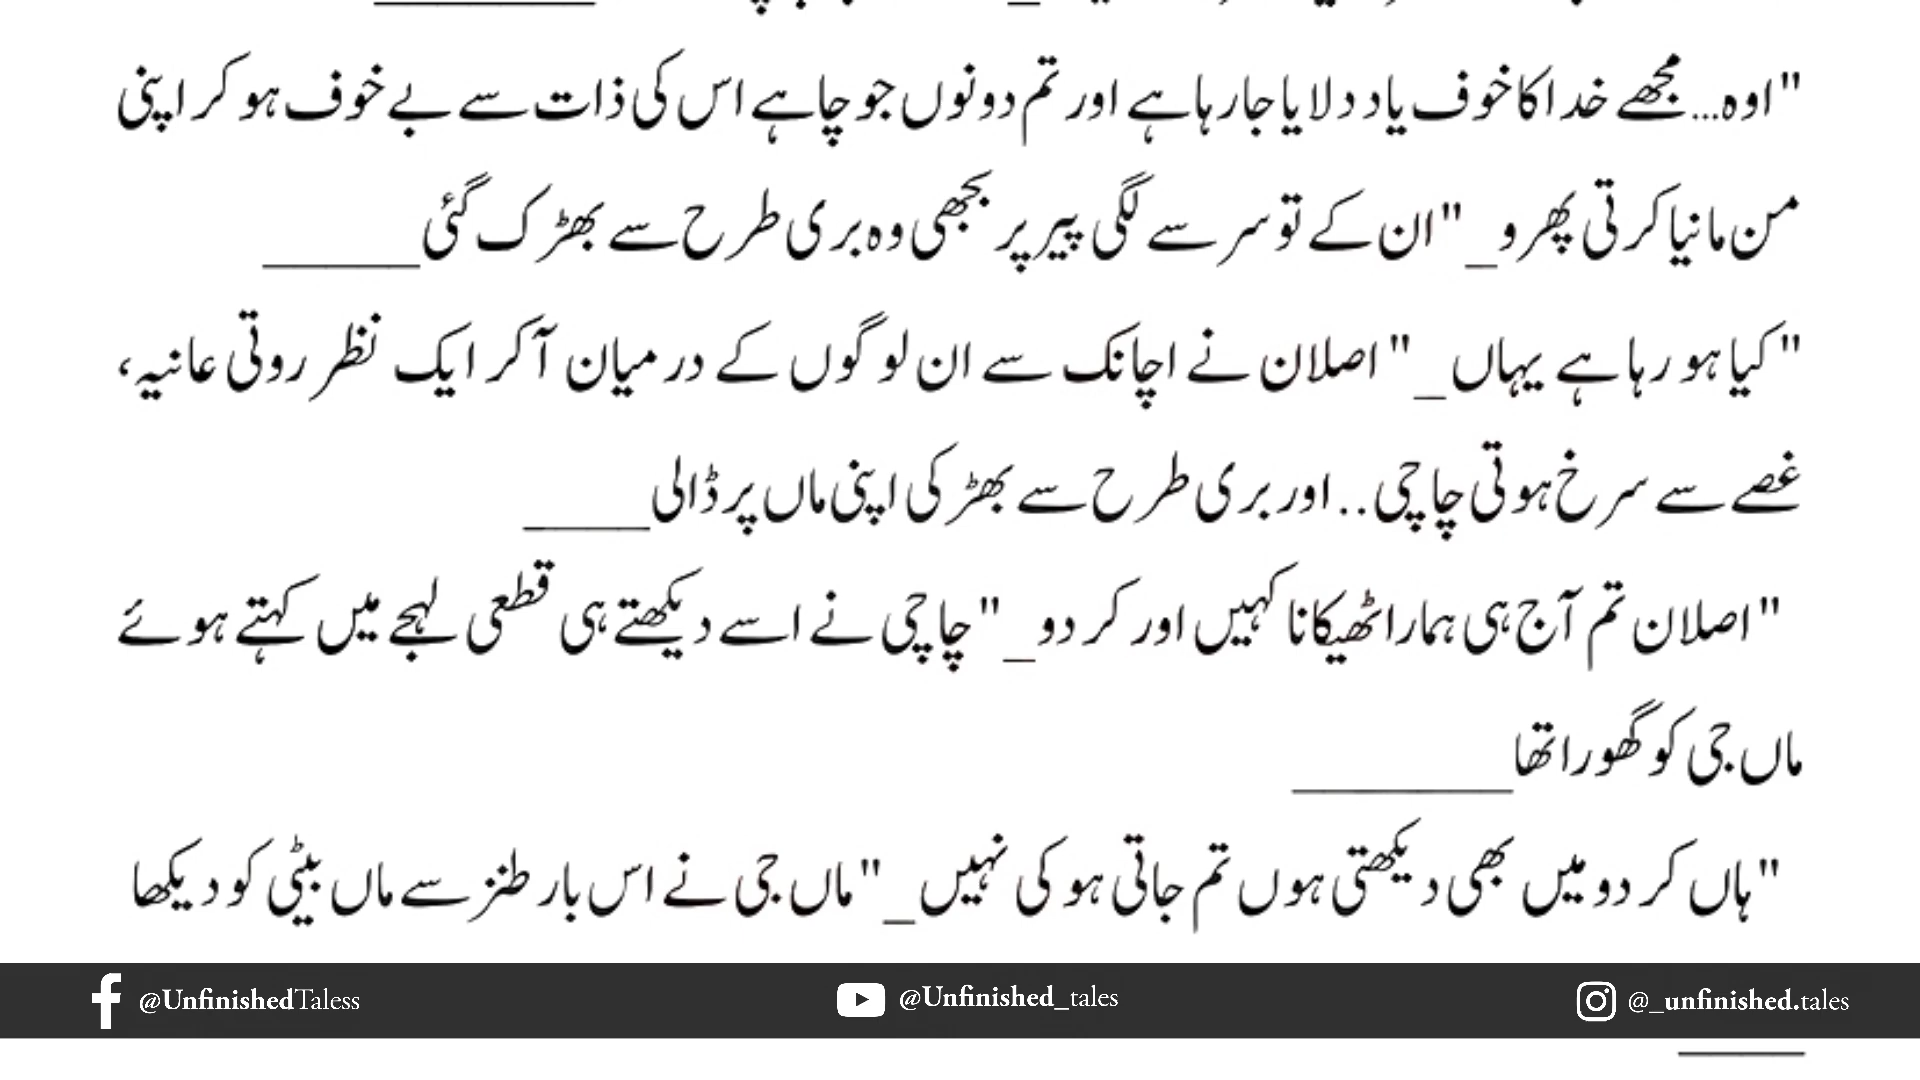 "اوہ...مجھے خدا کا خوف یاد دلایا جا رہا ہے اور تم دونوں جو چاہے اس کی ذات سے بے خوف ہو کر اپنی
من مانیا کرتی پھرو_"ان کے تو سر سے لگی پیر پر بجھی وہ بری طرح سے بھڑک گئی_____
"کیا ہو رہا ہے یہاں_"اصلان نے اچانک سے ان لوگوں کے درمیان آ کر ایک نظر روتی عانیہ،
غصے سے سرخ ہوتی چاچی..اور بری طرح سے بھڑکی اپنی ماں پر ڈالی____
"اصلان تم آج ہی ہمارا ٹھیکانا کہیں اور کر دو_"چاچی نے اسے دیکھتے ہی قطعی لہجے میں کہتے ہوئے
ماں جی کو گھورا تھا_______
"ہاں کر دو میں بھی دیکھتی ہوں تم جاتی ہو کی نہیں_"ماں جی نے اس بار طنز سے ماں بیٹی کو دیکھا
@UnfinishedTaless @Unfinished_tales @_unfinished.tales